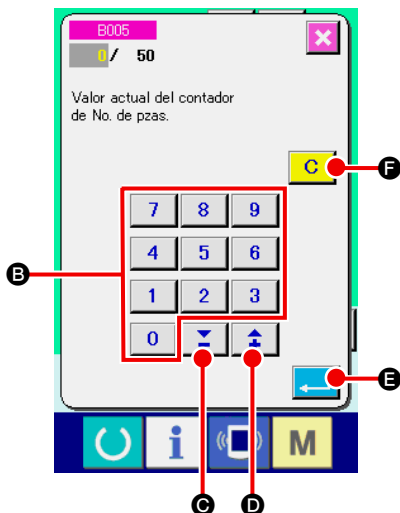 B005
0/ 50
Valor actual del contador
de No. de pzas.
C
F
7 8 9
4 5 6
B
1 2 3
0
E
i M
C D